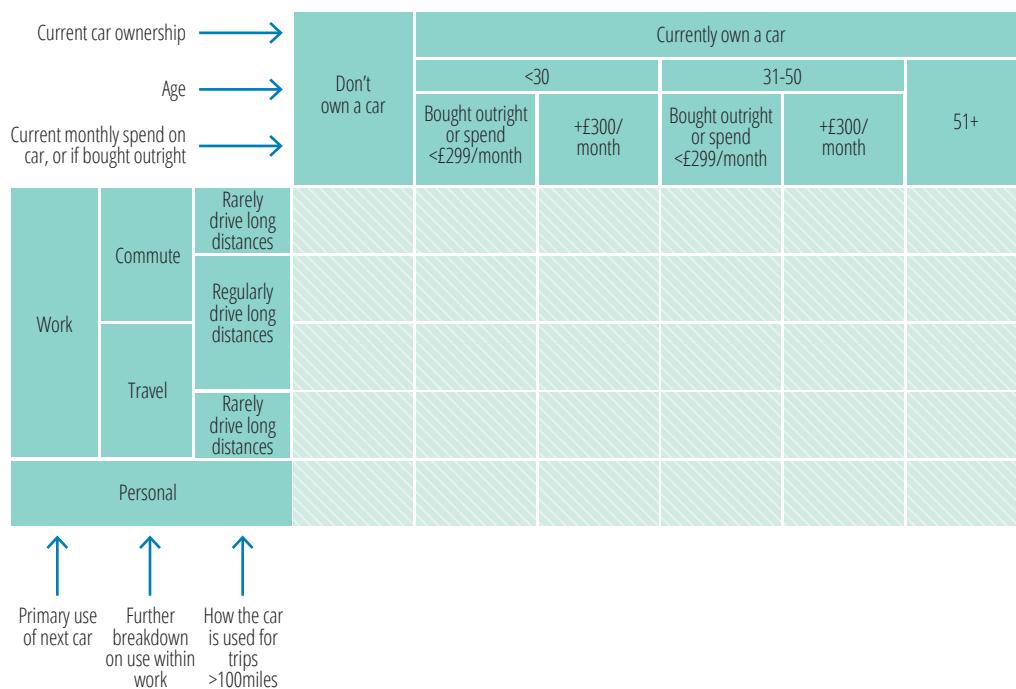 Current car ownership
Age
Current monthly spend on
car, or if bought outright
Don't
own a car
Currently own a car
<30
31-50
51+
Bought outright
or spend
<£299/month
+£300/
month
Bought outright
or spend
<£299/month
+£300/
month
Work
Commute
Travel
Rarely
drive long
distances
Regularly
drive long
distances
Rarely
drive long
distances
Personal
Primary use
of next car
Further
breakdown
on use within
work
How the car
is used for
trips
>100miles